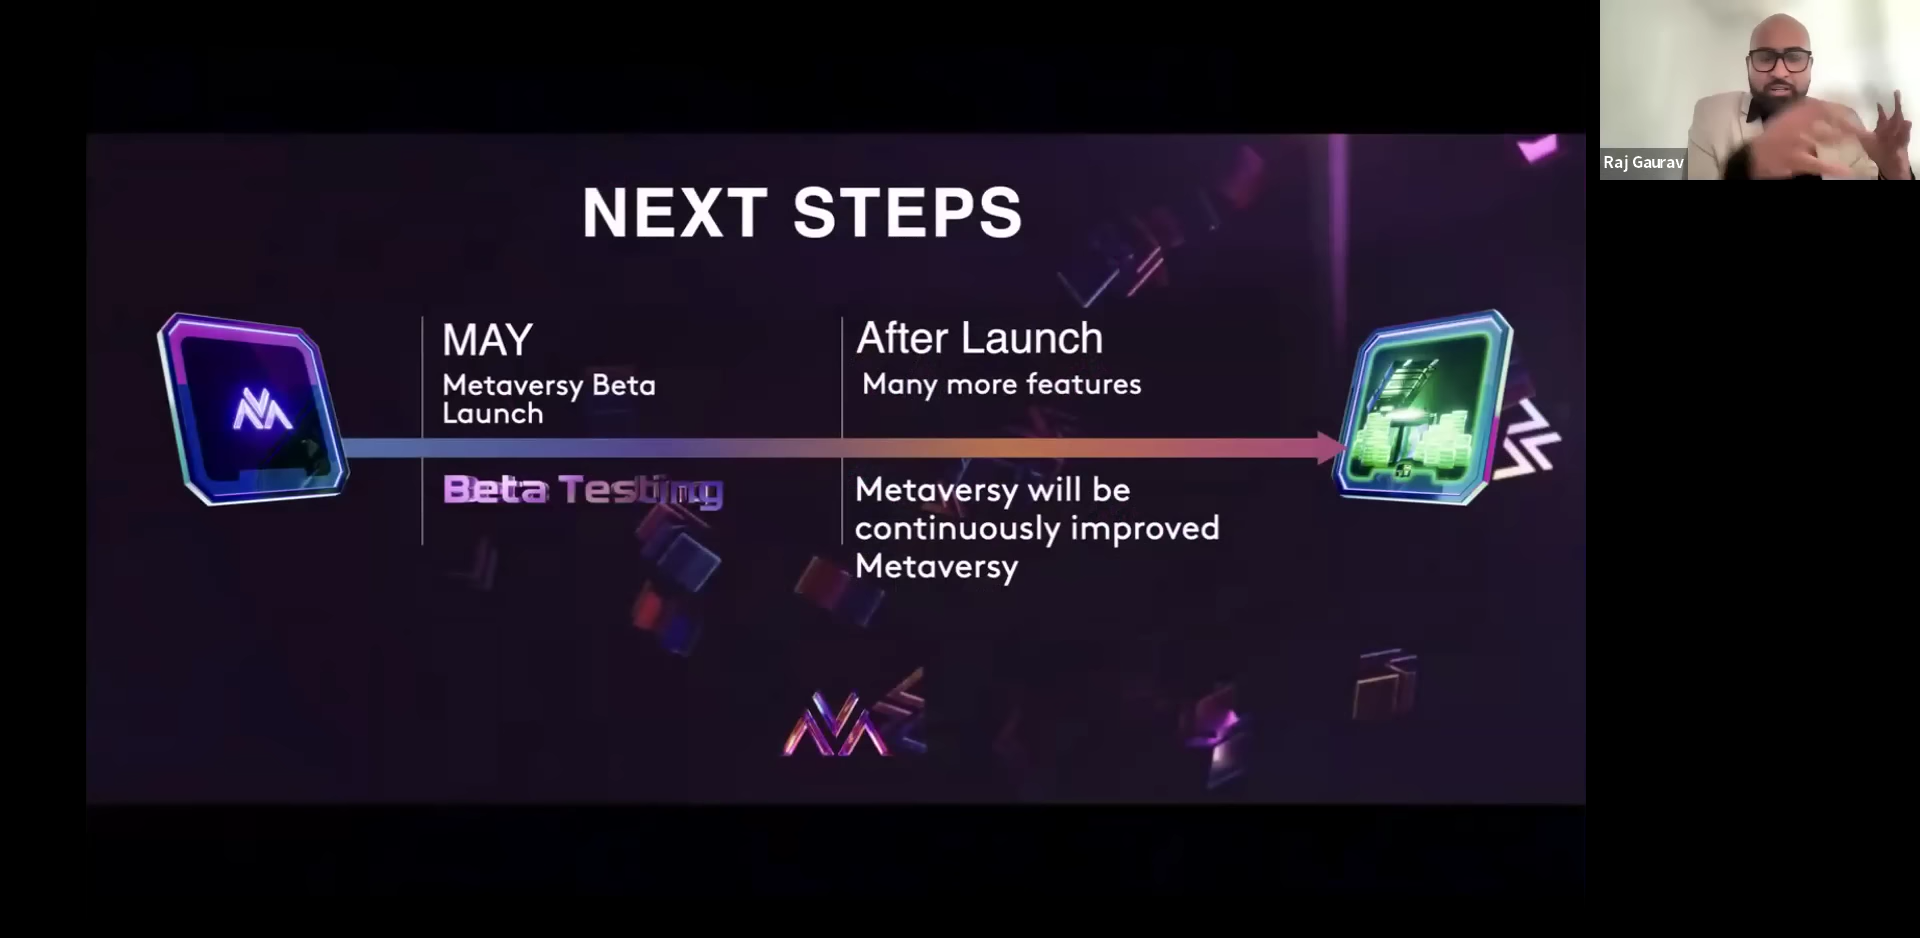 NEXT STEPS
MAY
Metaversy Beta
Launch
Beta Testing
After Launch
Many more features
Metaversy will be
continuously improved
Metaversy
Raj Gaurav